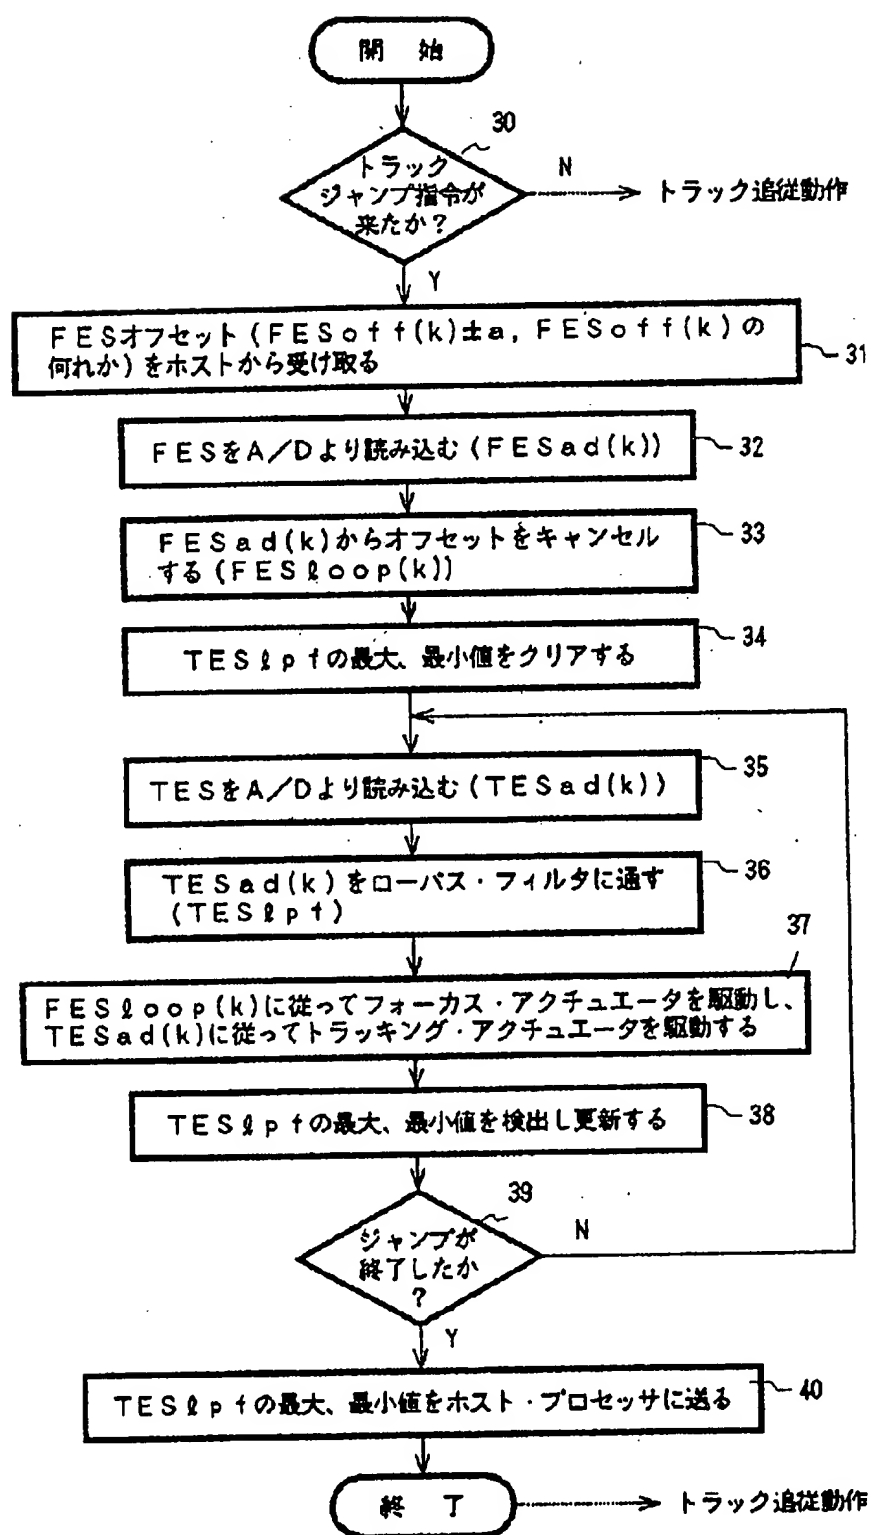 開　始
30
トラック
ジャンプ指令が
来たか？
N
トラック追従動作
Y
ＦＥＳオフセット（ＦＥＳｏｆｆ(k)±a，ＦＥＳｏｆｆ(k)の
何れか）をホストから受け取る
31
ＦＥＳをＡ／Ｄより読み込む（ＦＥＳａｄ(k)）
32
ＦＥＳａｄ(k)からオフセットをキャンセル
する（ＦＥＳℓｏｏｐ(k)）
33
ＴＥＳℓｐｆの最大、最小値をクリアする
34
ＴＥＳをＡ／Ｄより読み込む（ＴＥＳａｄ(k)）
35
ＴＥＳａｄ(k)をローパス・フィルタに通す
（ＴＥＳℓｐｆ）
36
37
ＦＥＳℓｏｏｐ(k)に従ってフォーカス・アクチュエータを駆動し、
ＴＥＳａｄ(k)に従ってトラッキング・アクチュエータを駆動する
ＴＥＳℓｐｆの最大、最小値を検出し更新する
38
39
ジャンプが
終了したか
？
N
Y
ＴＥＳℓｐｆの最大、最小値をホスト・プロセッサに送る
40
終　了
トラック追従動作